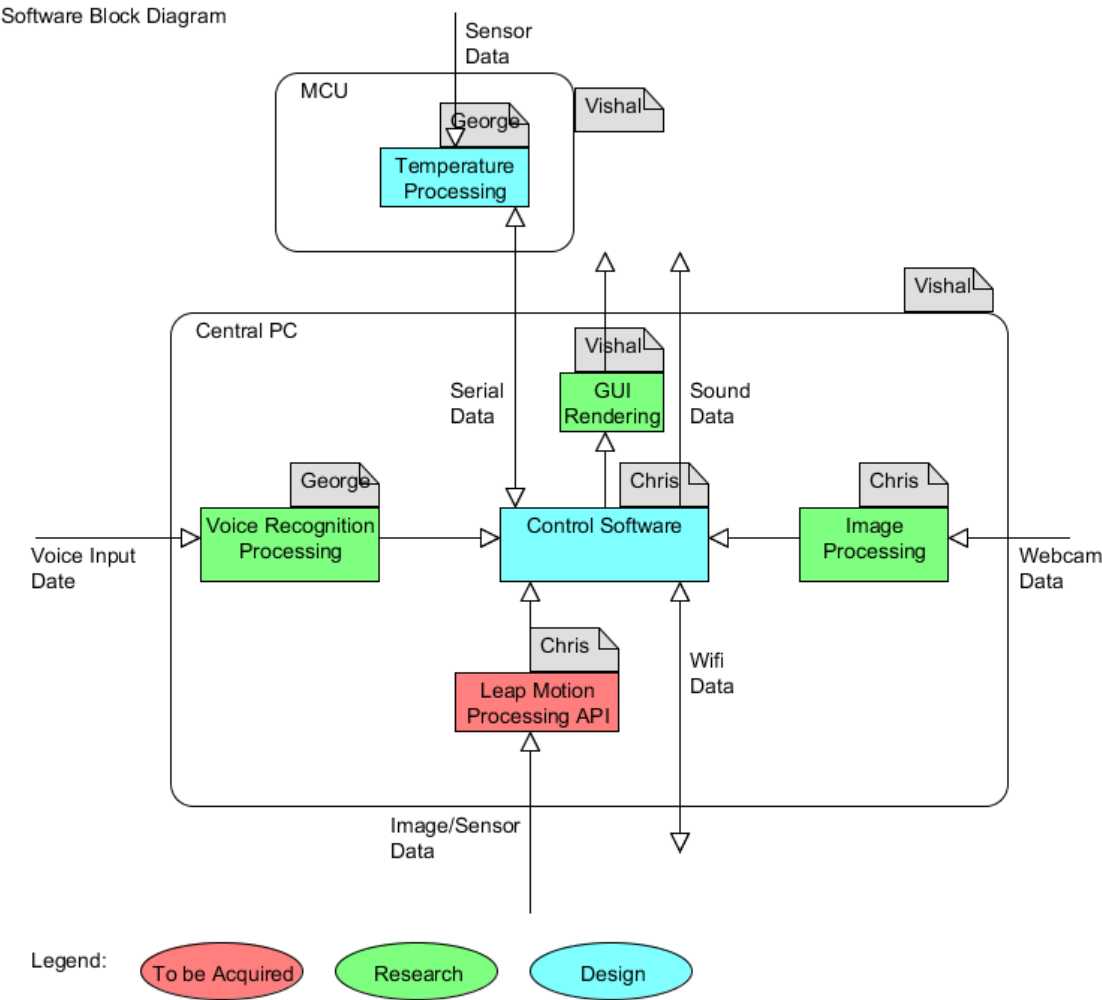 Software Block Diagram
Sensor
Data
MCU
Vishal
George
Temperature
Processing
Vishal
Central PC
Vishal
Serial
Data
GUI
Rendering
Sound
Data
George
Chris
Chris
Voice Recognition
Processing
Control Software
Image
Processing
Voice Input
Date
Webcam
Data
Chris
Wifi
Data
Leap Motion
Processing API
Image/Sensor
Data
Legend:
To be Acquired
Research
Design